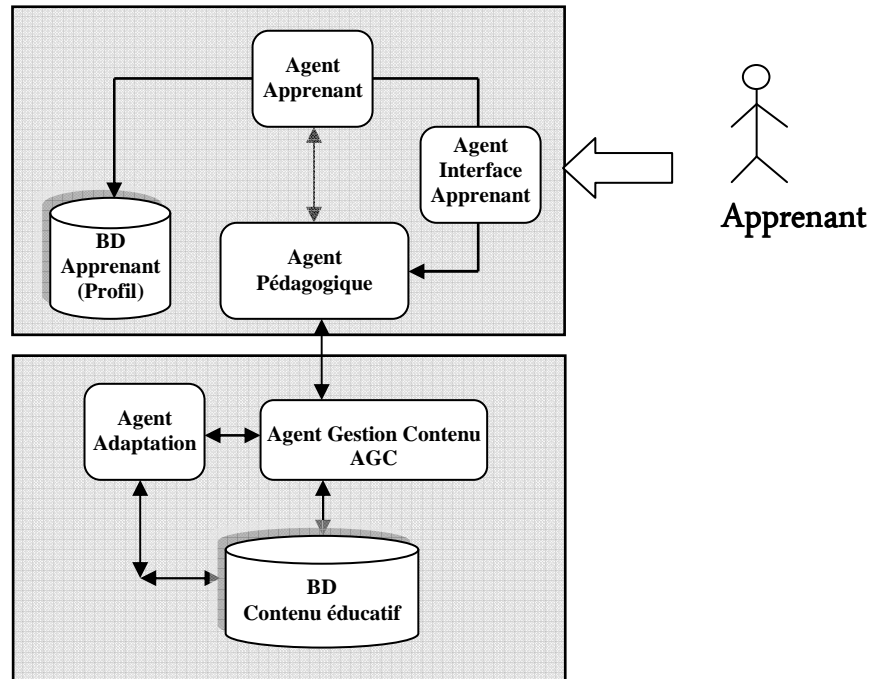 Agent
Apprenant
Agent
Interface
Apprenant
Apprenant
BD
Apprenant
(Profil)
Agent
Pédagogique
Agent
Adaptation
Agent Gestion Contenu
AGC
BD
Contenu éducatif